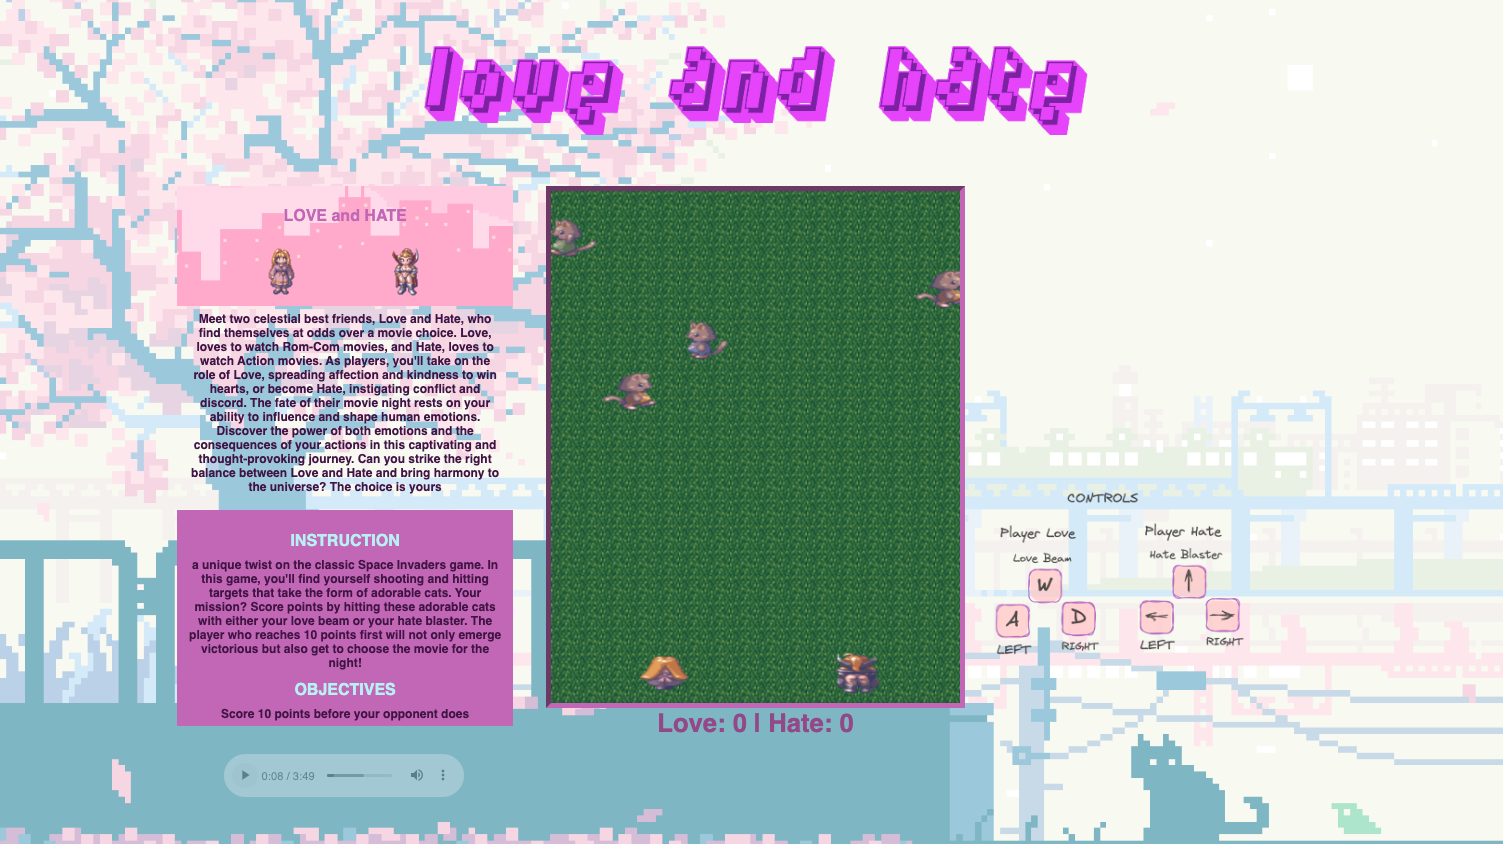 love and hate
LOVE and HATE
Meet two celestial best friends, Love and Hate, who
find themselves at odds over a movie choice. Love,
loves to watch Rom-Com movies, and Hate, loves to
watch Action movies. As players, you'll take on the
role of Love, spreading affection and kindness to win
hearts, or become Hate, instigating conflict and
discord. The fate of their movie night rests on your
ability to influence and shape human emotions.
Discover the power of both emotions and the
consequences of your actions in this captivating and
thought-provoking journey. Can you strike the right
balance between Love and Hate and bring harmony to
the universe? The choice is yours
INSTRUCTION
a unique twist on the classic Space Invaders game. In
this game, you'll find yourself shooting and hitting
targets that take the form of adorable cats. Your
mission? Score points by hitting these adorable cats
with either your love beam or your hate blaster. The
player who reaches 10 points first will not only emerge
victorious but also get to choose the movie for the
night!
OBJECTIVES
Score 10 points before your opponent does
0:08 / 3:49
Love: 0 | Hate: 0
CONTROLS
Player Love
Love Beam
W
A
D
LEFT
RIGHT
Player Hate
Hate Blaster
↑
←
→
LEFT
RIGHT